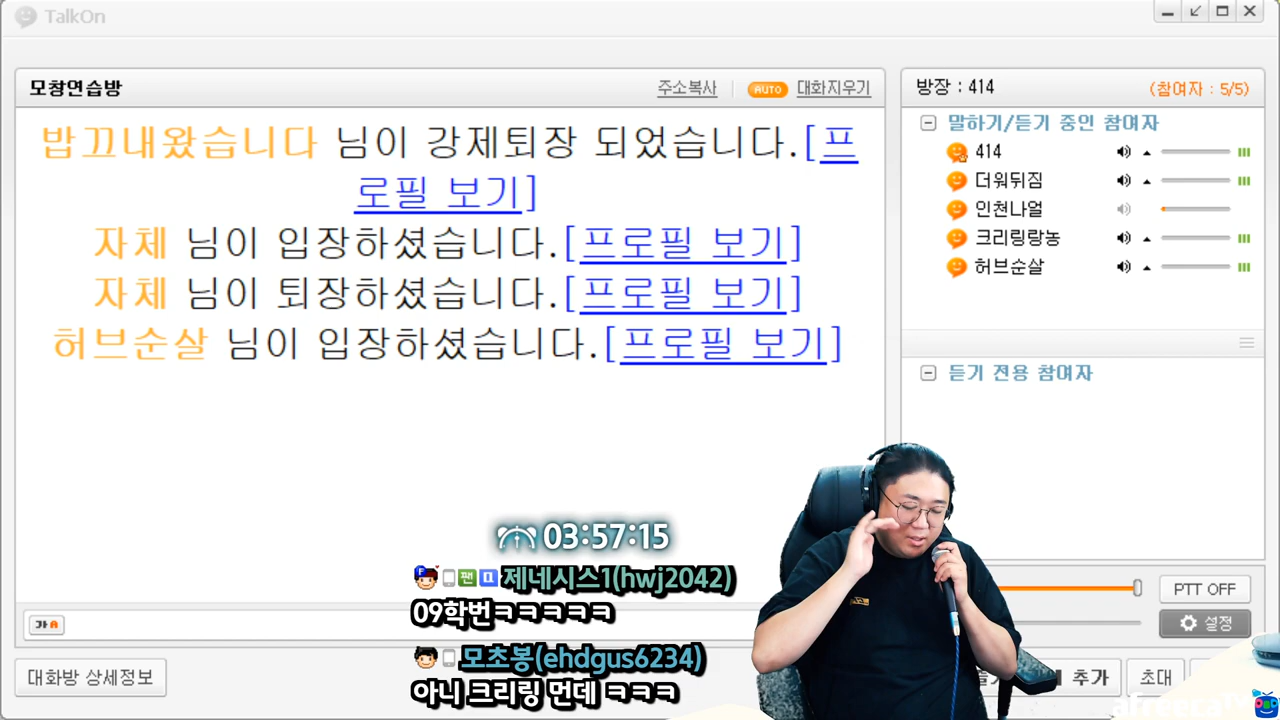 TalkOn
모창연습방
주소복사
AUTO
대화지우기
밥끄내왔습니다 님이 강제퇴장 되었습니다.[프
로필 보기]
자체 님이 입장하셨습니다.[프로필 보기]
자체 님이 퇴장하셨습니다.[프로필 보기]
허브순살 님이 입장하셨습니다.[프로필 보기]
방장 : 414
(참여자 : 5/5)
말하기/듣기 중인 참여자
414
더워뒤짐
인천나얼
크리링랑농
허브순살
듣기 전용 참여자
03:57:15
F 팬 제네시스1(hwj2042)
09학번ㅋㅋㅋㅋㅋ
모초봉(ehdgus6234)
아니 크리링 먼데 ㅋㅋㅋ
가A
대화방 상세정보
PTT OFF
설정
추가
초대
afreecaTV